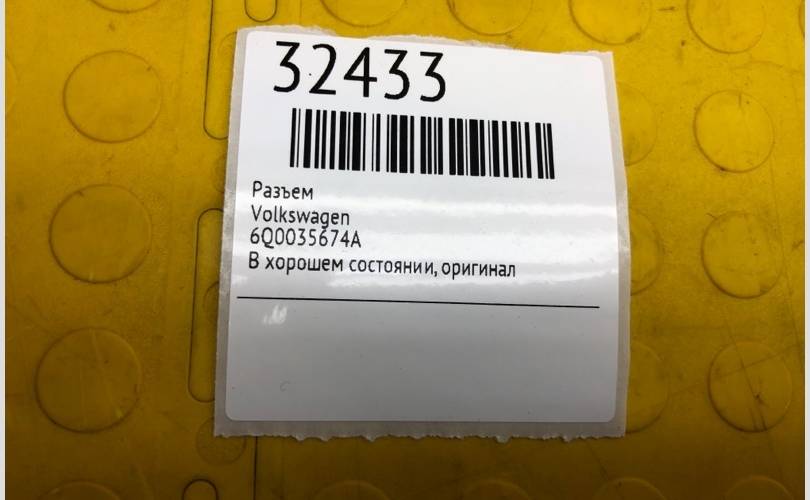 32433
Разъем
Volkswagen
6Q0035674A
В хорошем состоянии, оригинал